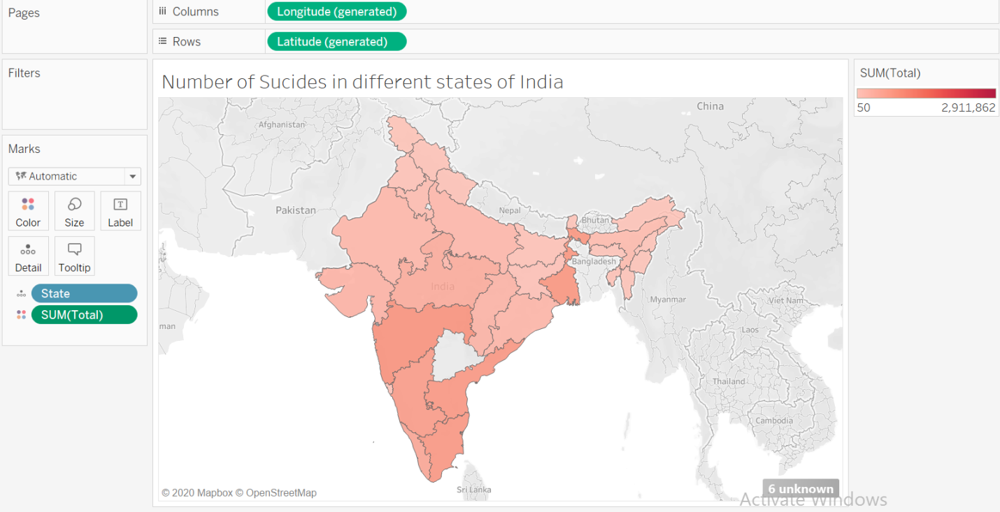 Pages
Columns
Longitude (generated)
Rows
Latitude (generated)
Filters
Number of Sucides in different states of India
SUM(Total)
50
2,911,862
Marks
Automatic
Color
Size
Label
T
Detail
Tooltip
State
SUM(Total)
China
Afghanistan
Pakistan
Nepal
Bhutan
Bangladesh
India
Myanmar
Viet Nam
Laos
man
Thailand
Cambodia
Sri Lanka
© 2020 Mapbox © OpenStreetMap
6 unknown
Activate Windows